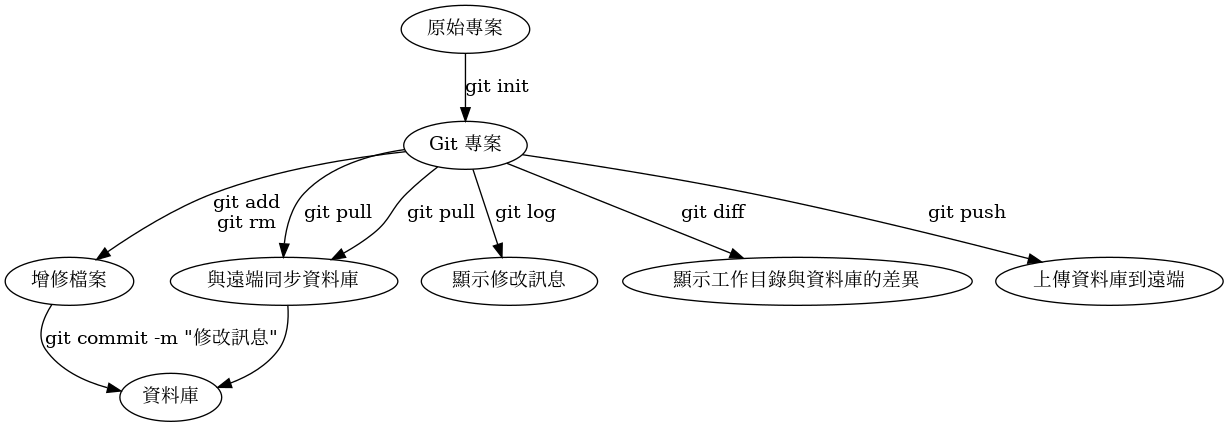 原始專案
git init
Git 專案
git add
git rm
git pull
git pull
git log
git diff
git push
增修檔案
與遠端同步資料庫
顯示修改訊息
顯示工作目錄與資料庫的差異
上傳資料庫到遠端
git commit -m "修改訊息"
資料庫